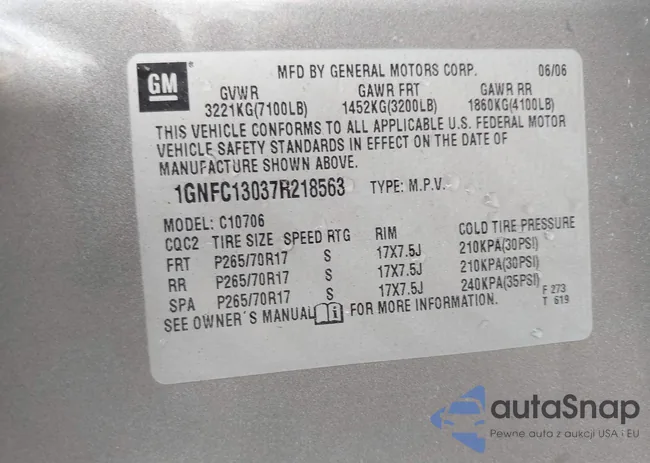 GM ®
MFD BY GENERAL MOTORS CORP. 06/06
GVWR GAWR FRT GAWR RR
3221KG(7100LB) 1452KG(3200LB) 1860KG(4100LB)
THIS VEHICLE CONFORMS TO ALL APPLICABLE U.S. FEDERAL MOTOR
VEHICLE SAFETY STANDARDS IN EFFECT ON THE DATE OF
MANUFACTURE SHOWN ABOVE.
1GNFC13037R218563 TYPE: M.P.V.
MODEL: C10706
CQC2 TIRE SIZE SPEED RTG RIM COLD TIRE PRESSURE
FRT P265/70R17 S 17X7.5J 210KPA(30PSI)
RR P265/70R17 S 17X7.5J 210KPA(30PSI)
SPA P265/70R17 S 17X7.5J 240KPA(35PSI) F 273
SEE OWNER'S MANUAL FOR MORE INFORMATION. T 619
autaSnap
Pewne auta z aukcji USA i EU